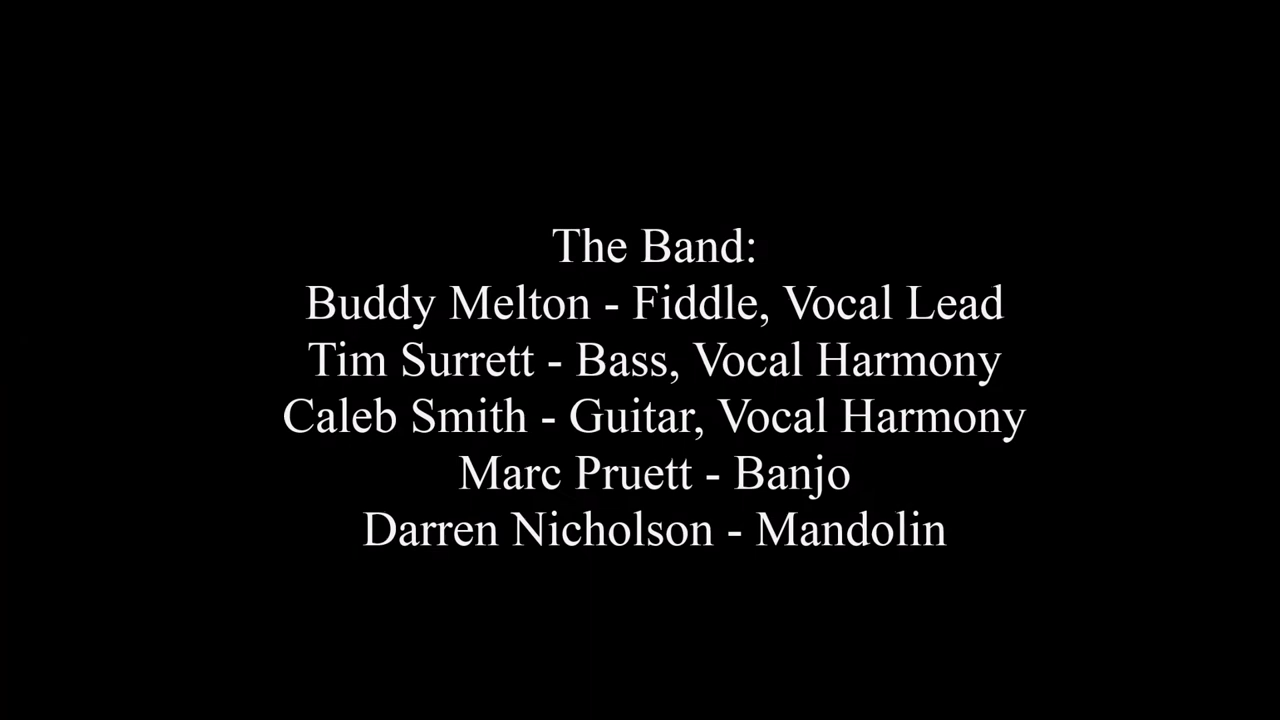 The Band:
Buddy Melton - Fiddle, Vocal Lead
Tim Surrett - Bass, Vocal Harmony
Caleb Smith - Guitar, Vocal Harmony
Marc Pruett - Banjo
Darren Nicholson - Mandolin